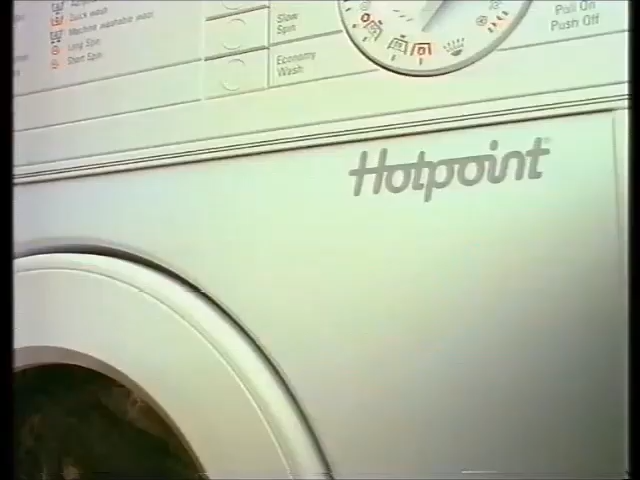 Quick wash
Machine washable wool
Long Spin
Short Spin
Slow
Spin
Economy
Wash
Pull On
Push Off
Hotpoint